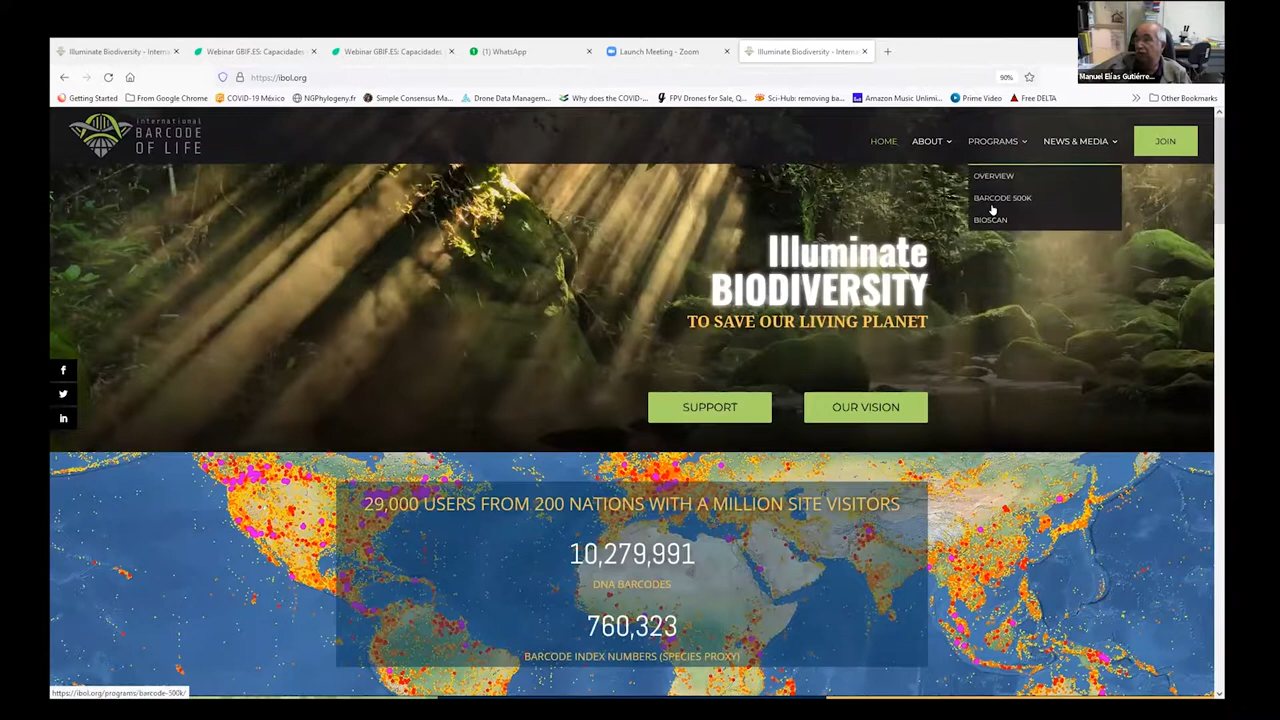 Illuminate Biodiversity - Interna
Webinar GBIF.ES: Capacidades
Webinar GBIF.ES: Capacidades
(1) WhatsApp
Launch Meeting - Zoom
Illuminate Biodiversity - Interna
Manuel Elías Gutiérre...
https://ibol.org
90%
Getting Started
From Google Chrome
COVID-19 México
NGPhylogeny.fr
Simple Consensus Ma...
Drone Data Managem...
Why does the COVID-...
FPV Drones for Sale, Q...
Sci-Hub: removing ba...
Amazon Music Unlimi...
Prime Video
Free DELTA
Other Bookmarks
international
BARCODE
OF LIFE
HOME
ABOUT
PROGRAMS
NEWS & MEDIA
JOIN
OVERVIEW
BARCODE 500K
BIOSCAN
Illuminate
BIODIVERSITY
TO SAVE OUR LIVING PLANET
SUPPORT
OUR VISION
29,000 USERS FROM 200 NATIONS WITH A MILLION SITE VISITORS
10,279,991
DNA BARCODES
760,323
BARCODE INDEX NUMBERS (SPECIES PROXY)
https://ibol.org/programs/barcode-500k/